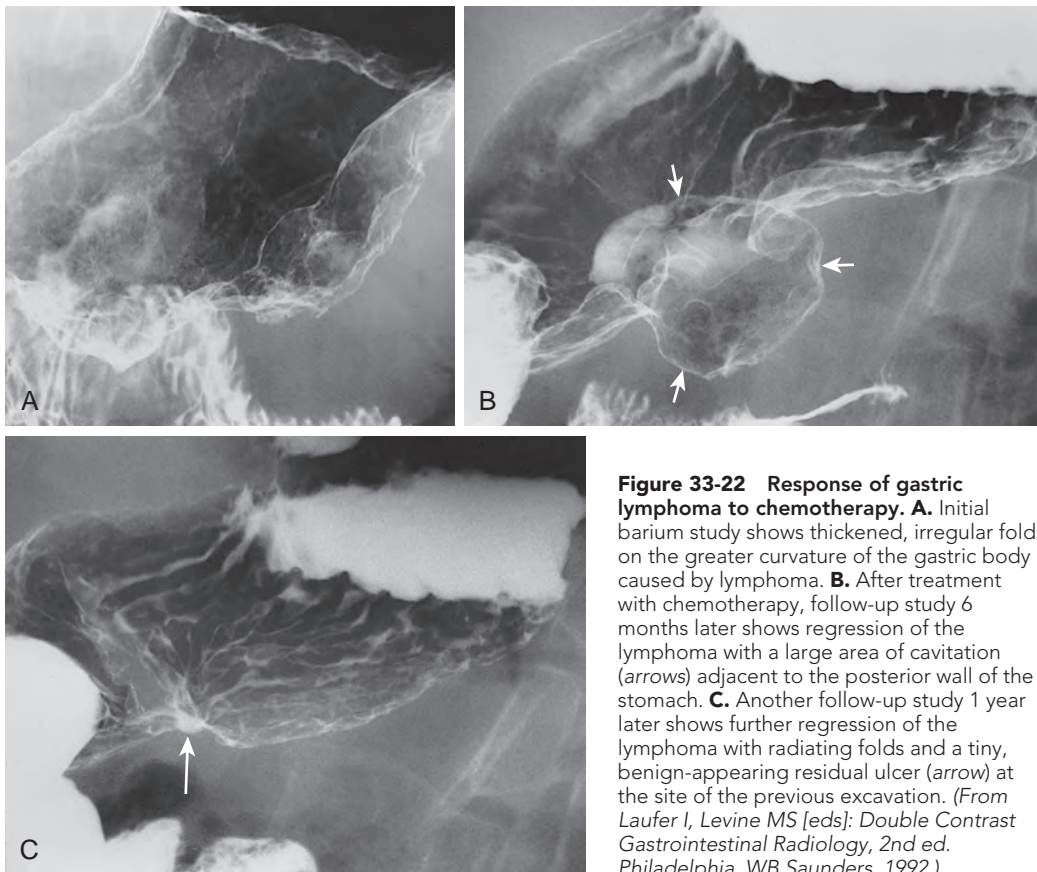 A
B
C
Figure 33-22 Response of gastric
lymphoma to chemotherapy. A. Initial
barium study shows thickened, irregular fold
on the greater curvature of the gastric body
caused by lymphoma. B. After treatment
with chemotherapy, follow-up study 6
months later shows regression of the
lymphoma with a large area of cavitation
(arrows) adjacent to the posterior wall of the
stomach. C. Another follow-up study 1 year
later shows further regression of the
lymphoma with radiating folds and a tiny,
benign-appearing residual ulcer (arrow) at
the site of the previous excavation. (From
Laufer I, Levine MS [eds]: Double Contrast
Gastrointestinal Radiology, 2nd ed.
Philadelphia, WB Saunders, 1992.)